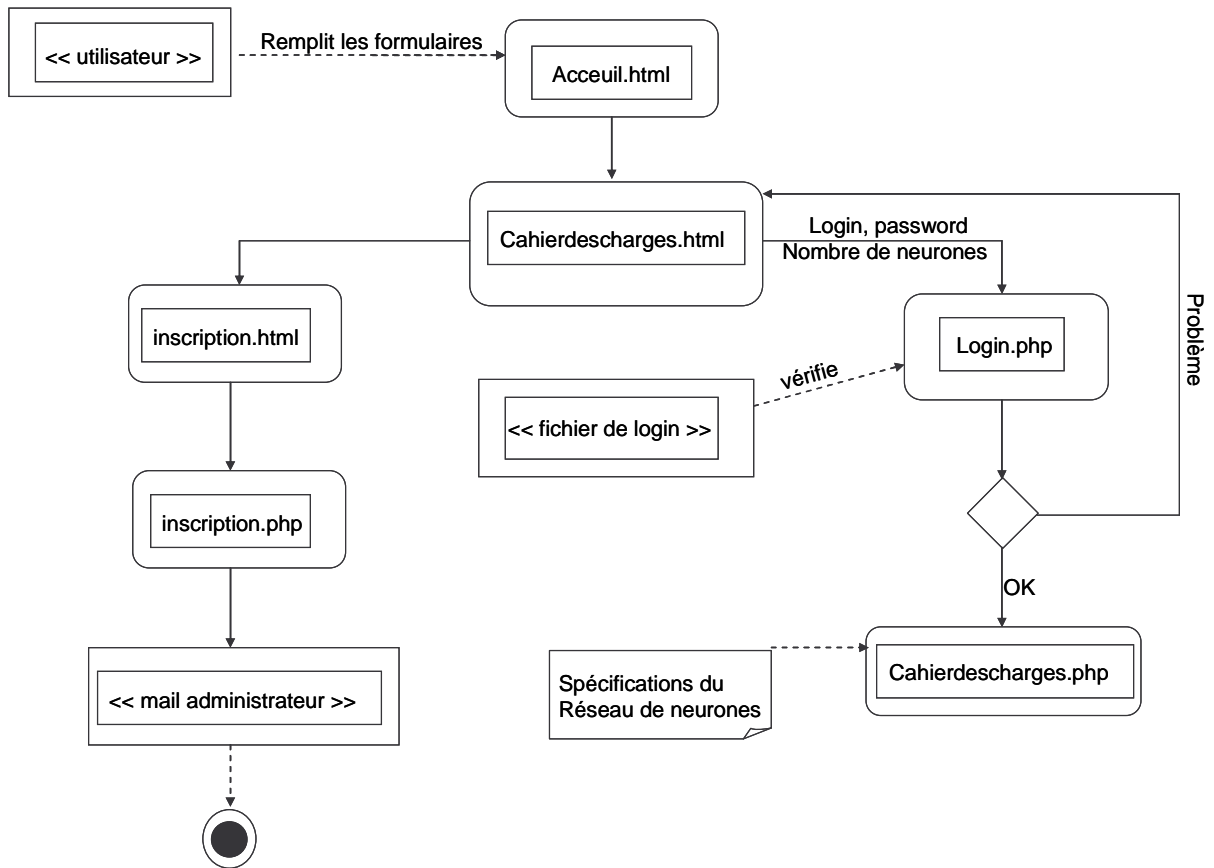 << utilisateur >>
Remplit les formulaires
Acceuil.html
Cahierdescharges.html
Login, password
Nombre de neurones
Problème
inscription.html
Login.php
vérifie
<< fichier de login >>
inscription.php
OK
<< mail administrateur >>
Spécifications du
Réseau de neurones
Cahierdescharges.php